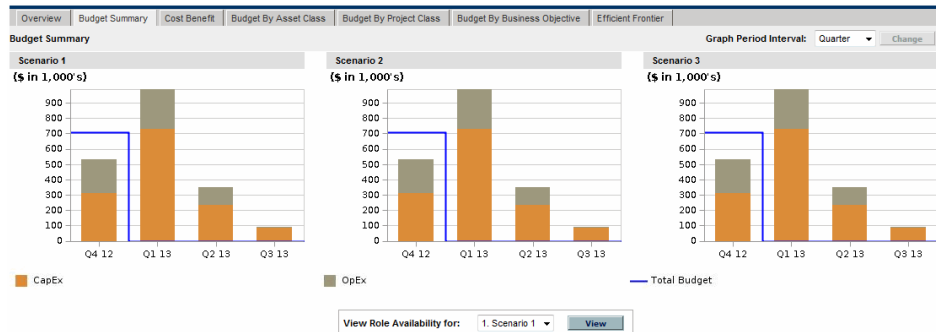 Overview Budget Summary Cost Benefit Budget By Asset Class Budget By Project Class Budget By Business Objective Efficient Frontier
Budget Summary Graph Period Interval: Quarter Change
Scenario 1 Scenario 2 Scenario 3
($ in 1,000's) ($ in 1,000's) ($ in 1,000's)
900 900 900
800 800 800
700 700 700
600 600 600
500 500 500
400 400 400
300 300 300
200 200 200
100 100 100
0 0 0
Q4 12 Q1 13 Q2 13 Q3 13 Q4 12 Q1 13 Q2 13 Q3 13 Q4 12 Q1 13 Q2 13 Q3 13
CapEx OpEx Total Budget
View Role Availability for: 1. Scenario 1 View